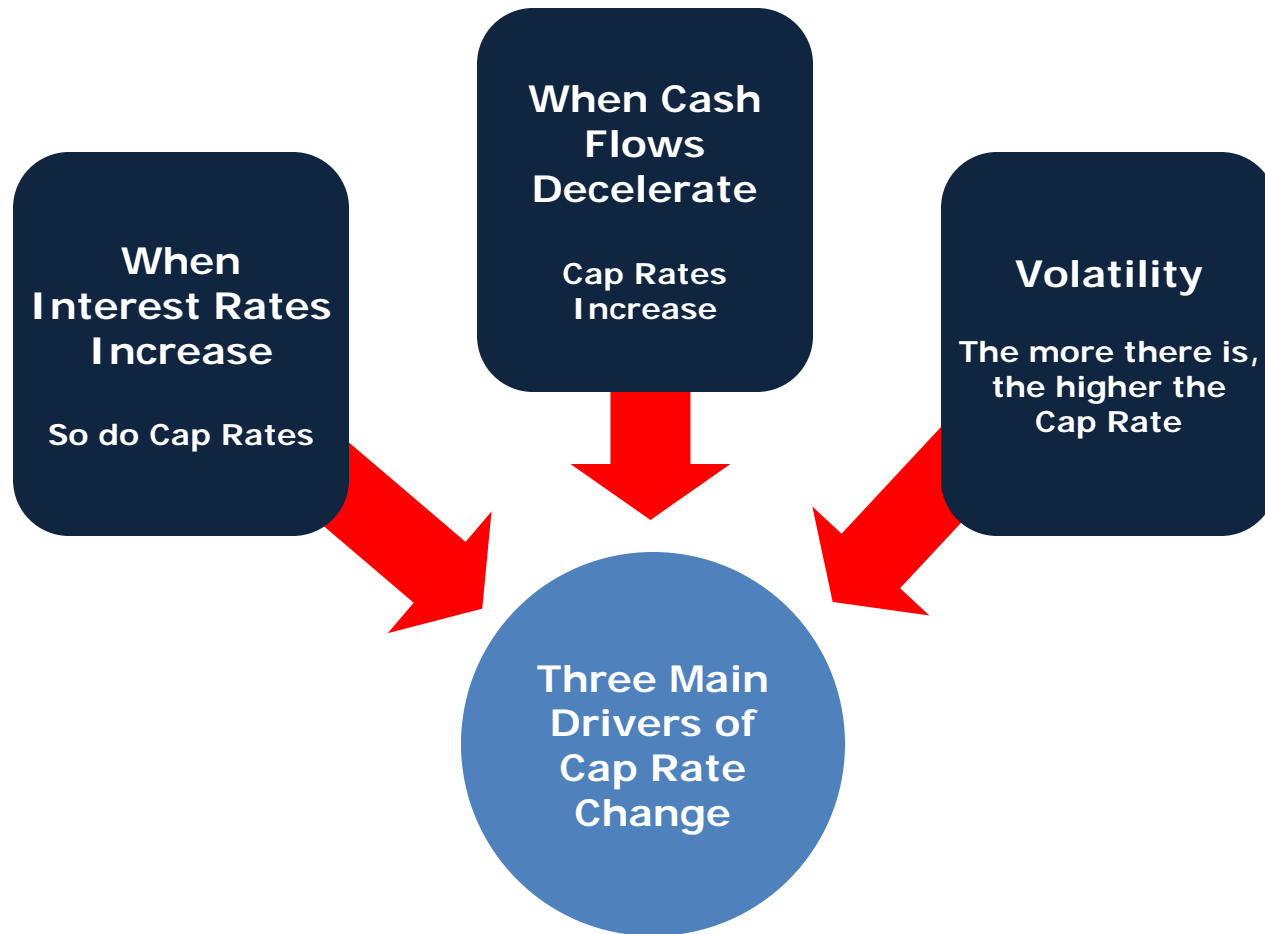 When
Interest Rates
Increase
So do Cap Rates
When Cash
Flows
Decelerate
Cap Rates
Increase
Volatility
The more there is,
the higher the
Cap Rate
Three Main
Drivers of
Cap Rate
Change